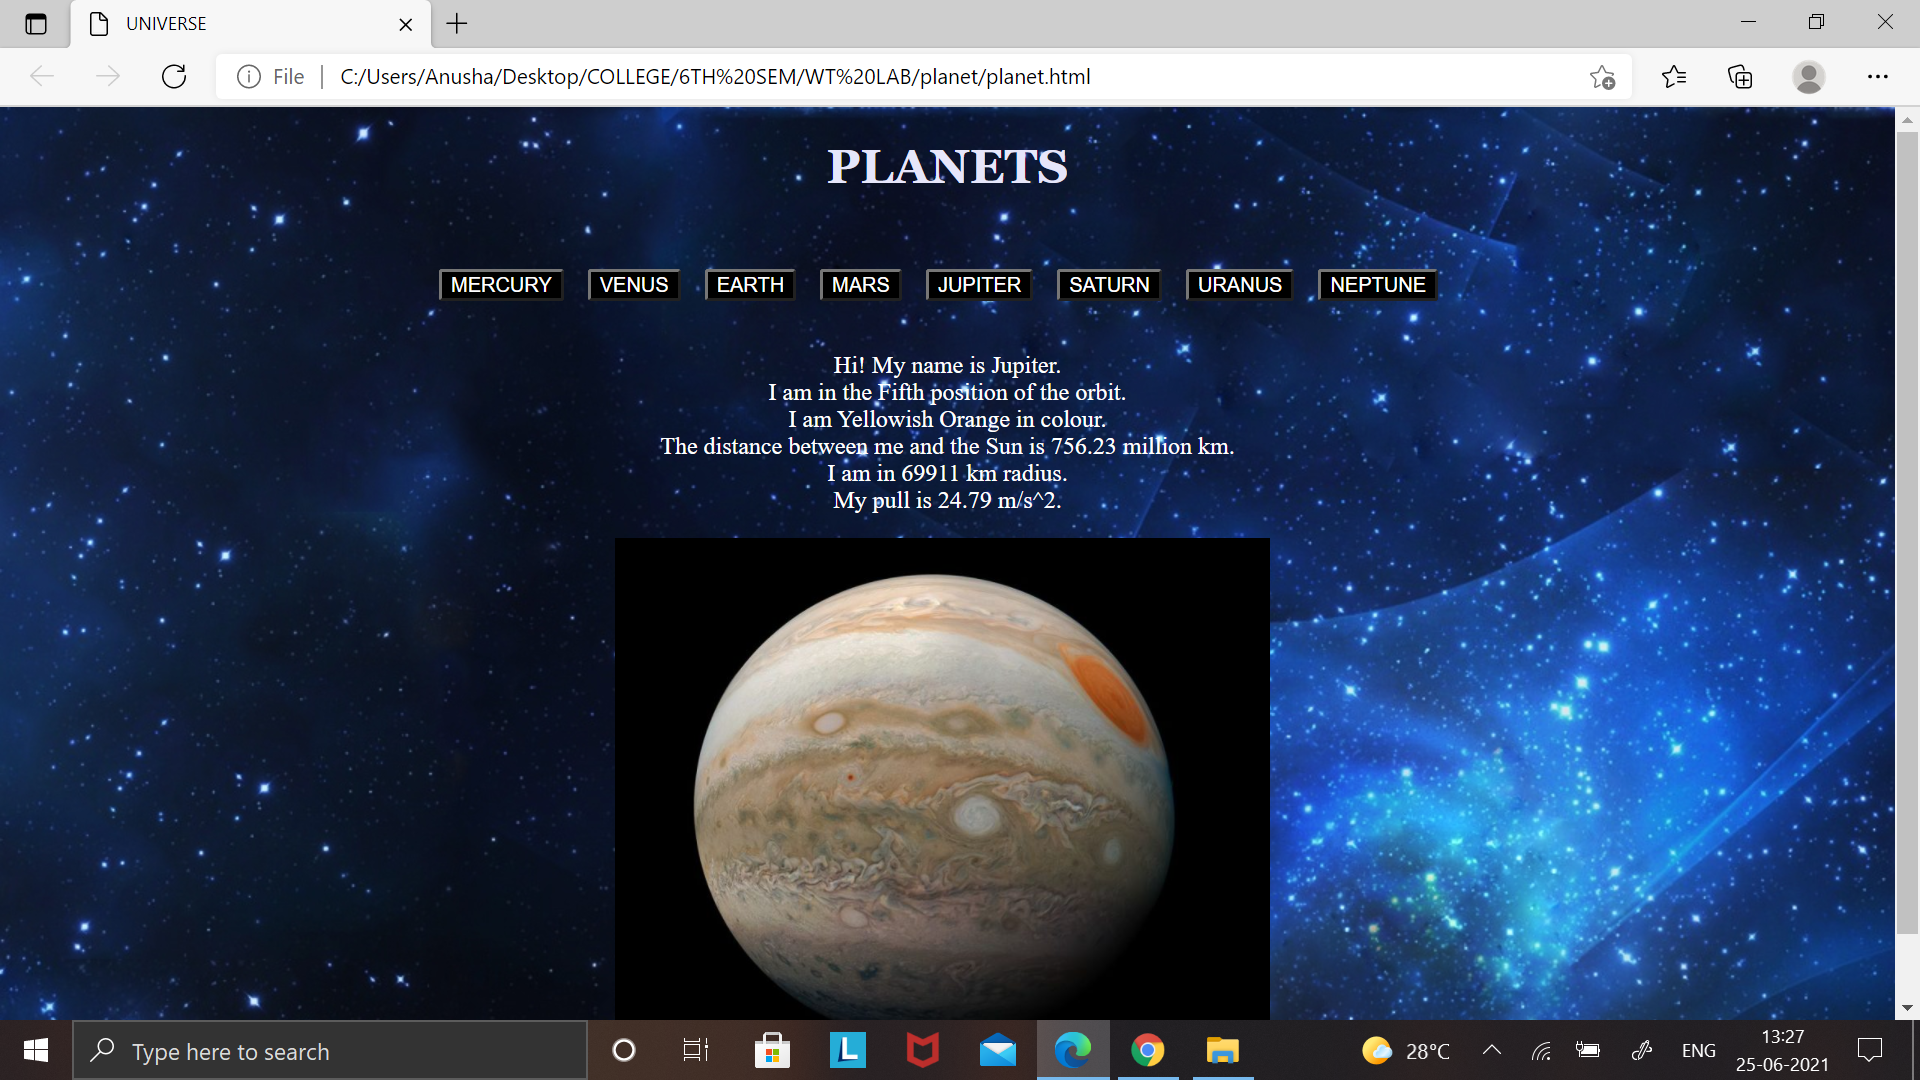 UNIVERSE
File
C:/Users/Anusha/Desktop/COLLEGE/6TH%20SEM/WT%20LAB/planet/planet.html
PLANETS
MERCURY VENUS EARTH MARS JUPITER SATURN URANUS NEPTUNE
Hi! My name is Jupiter.
I am in the Fifth position of the orbit.
I am Yellowish Orange in colour.
The distance between me and the Sun is 756.23 million km.
I am in 69911 km radius.
My pull is 24.79 m/s^2.
Type here to search
L
28°C
ENG
13:27
25-06-2021